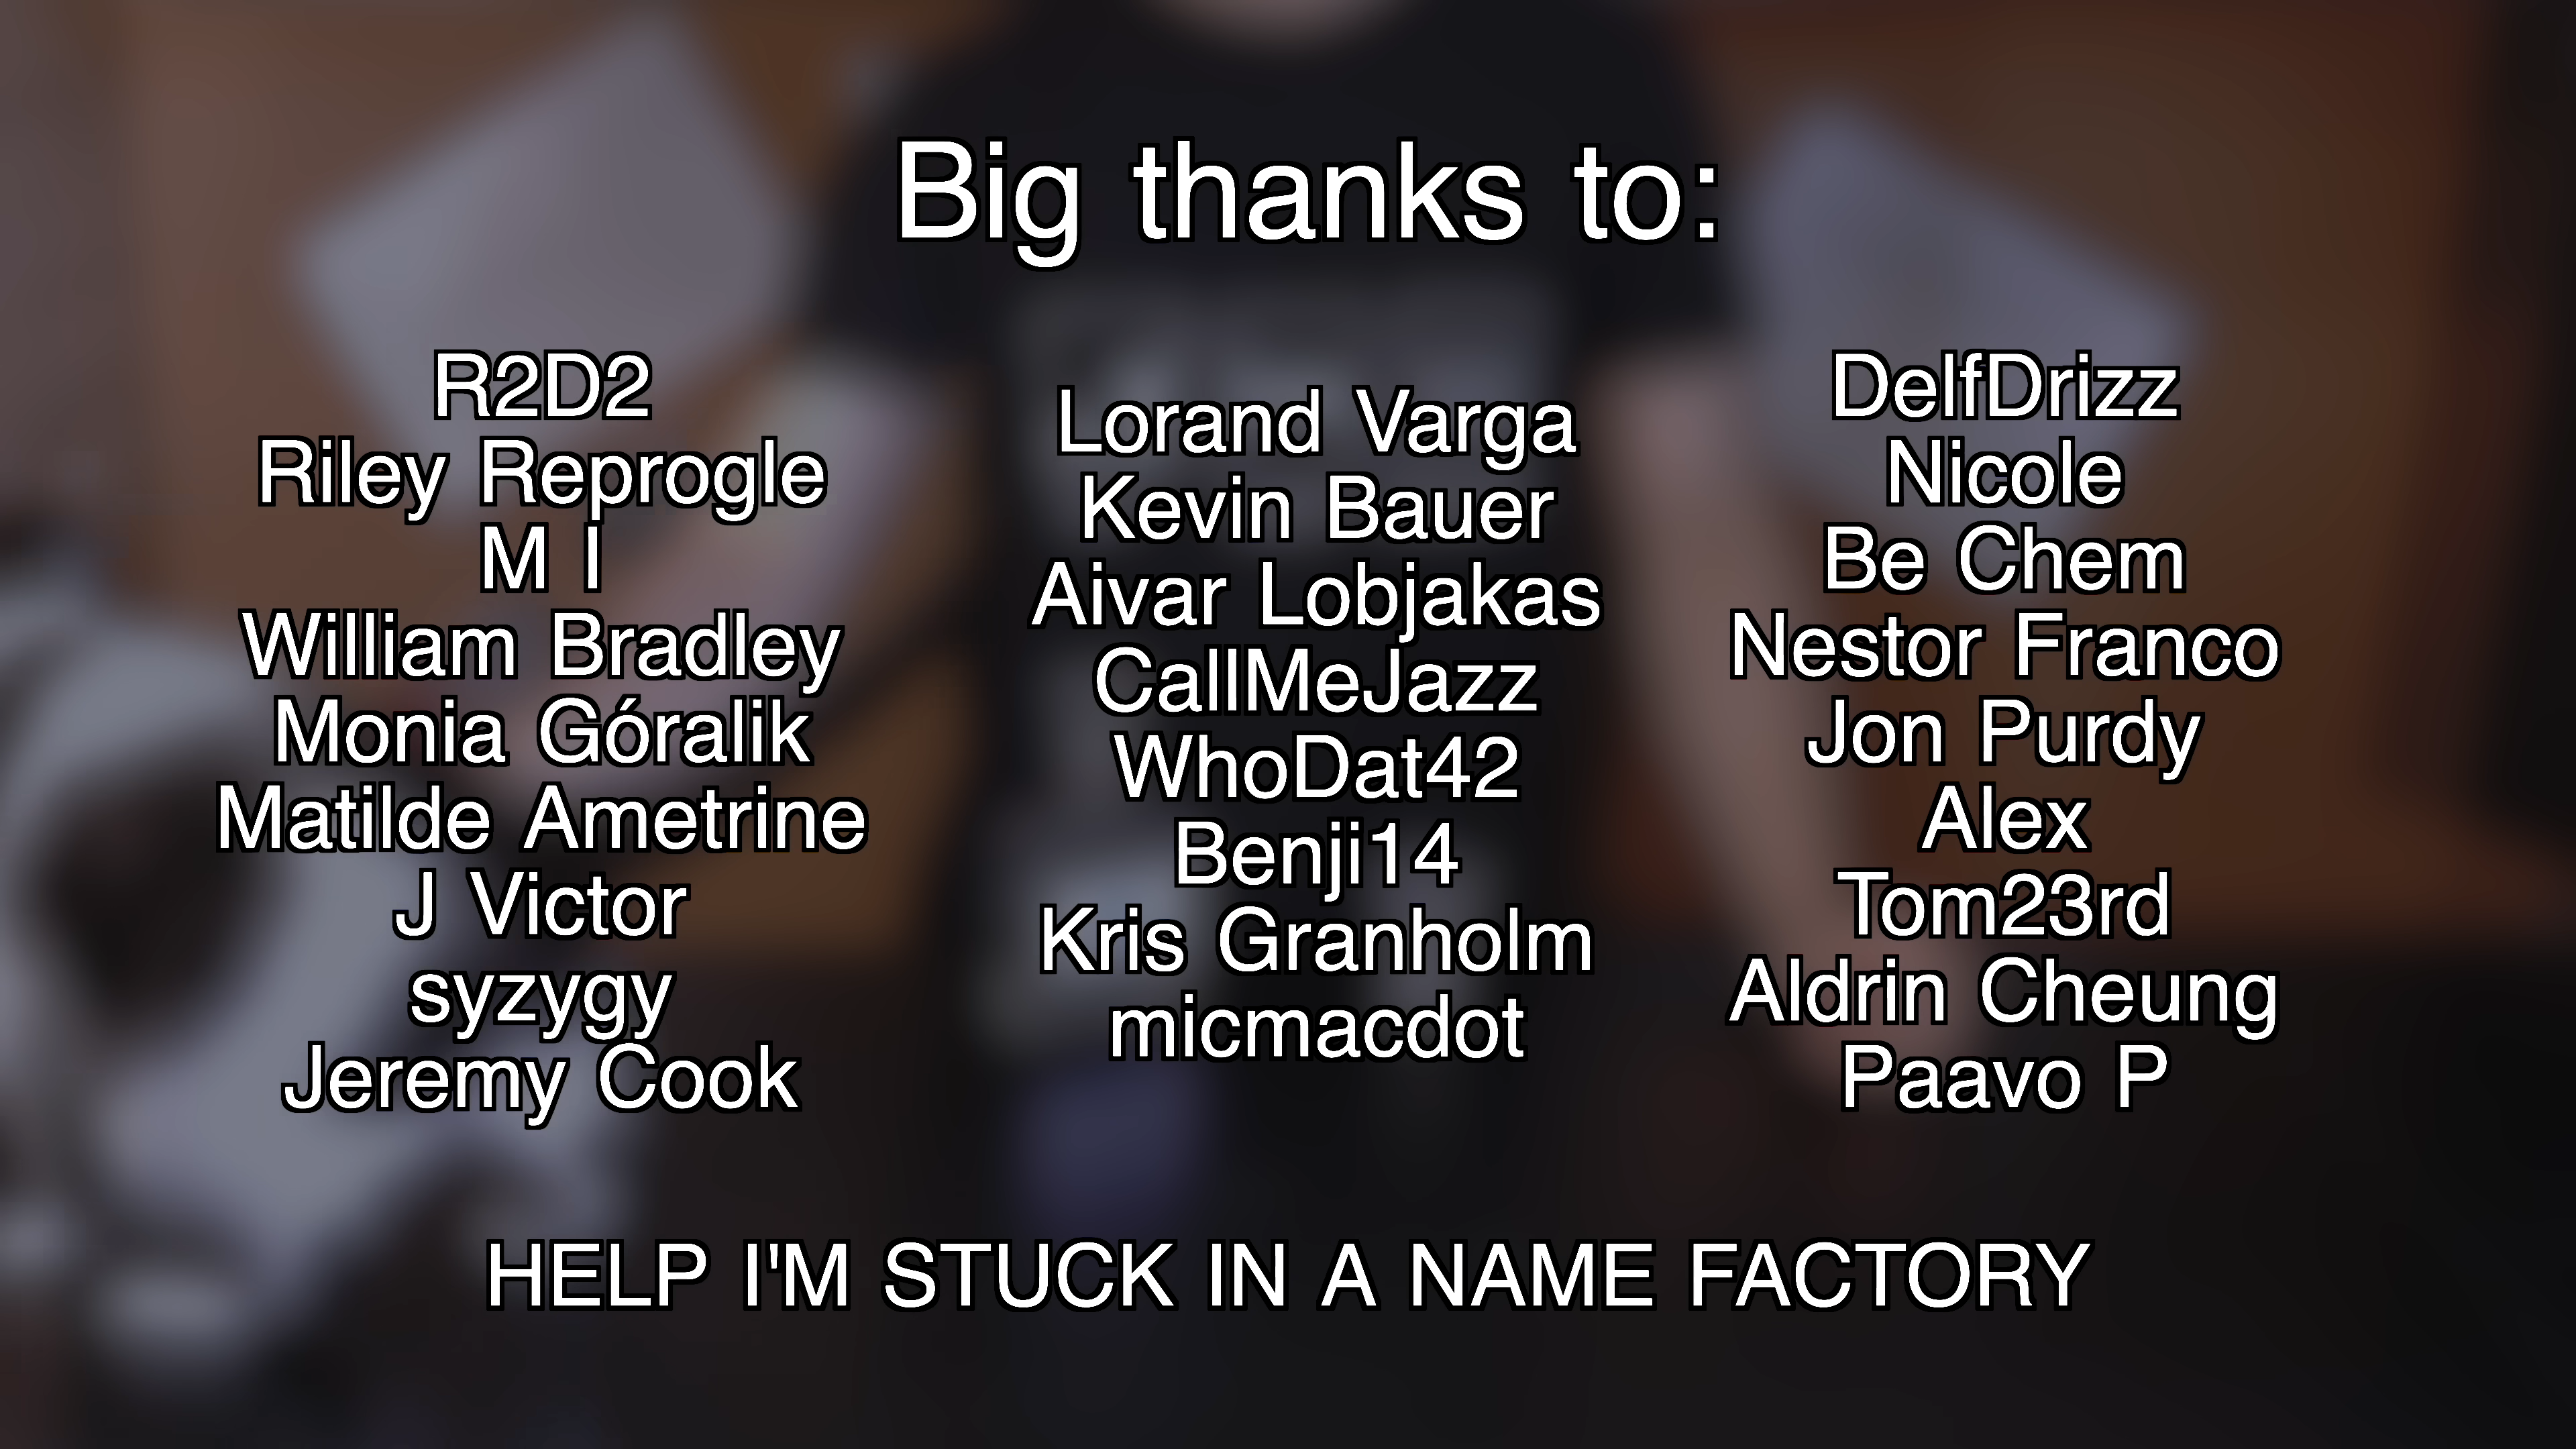 Big thanks to:
R2D2
Riley Reprogle
M I
William Bradley
Monia Góralik
Matilde Ametrine
J Victor
syzygy
Jeremy Cook
Lorand Varga
Kevin Bauer
Aivar Lobjakas
CallMeJazz
WhoDat42
Benji14
Kris Granholm
micmacdot
DelfDrizz
Nicole
Be Chem
Nestor Franco
Jon Purdy
Alex
Tom23rd
Aldrin Cheung
Paavo P
HELP I'M STUCK IN A NAME FACTORY